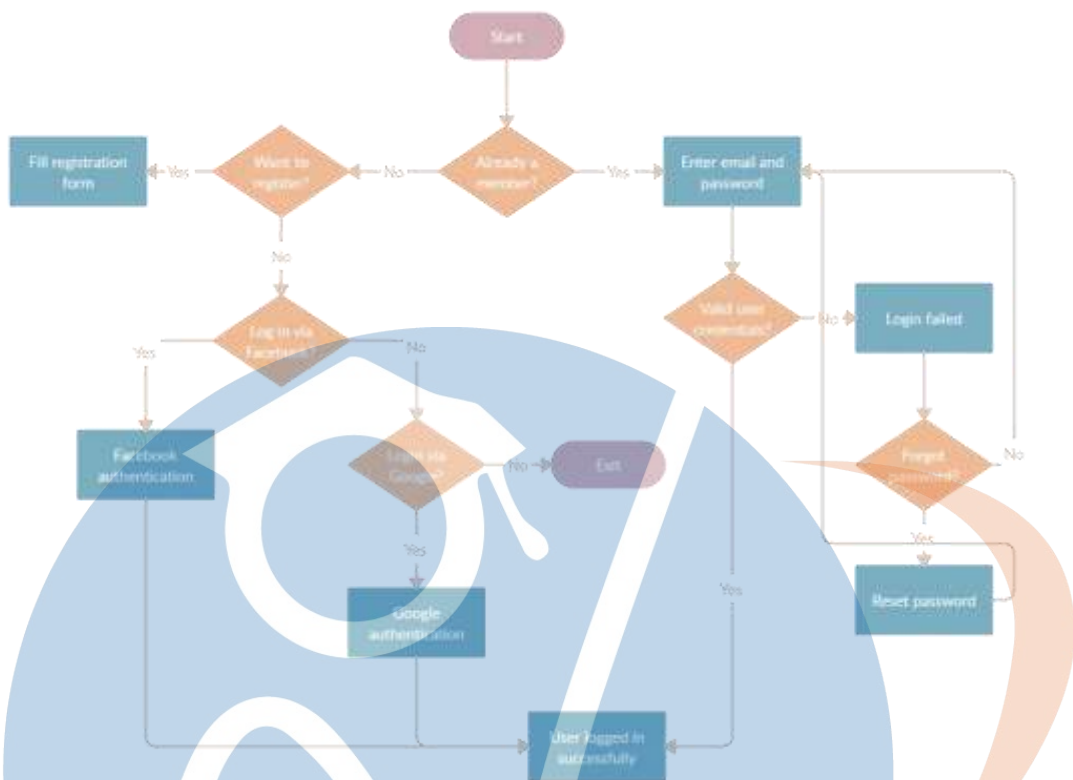 Start
Fill registration
form
Yes
Want to
register?
No
Already a
member?
Yes
Enter email and
password
No
Log in via
Facebook?
Valid user
credentials?
No
Login failed
Yes
No
Facebook
authentication
Login via
Google?
No
Exit
Forgot
password?
No
Yes
Yes
Yes
Google
authentication
Reset password
User logged in
successfully